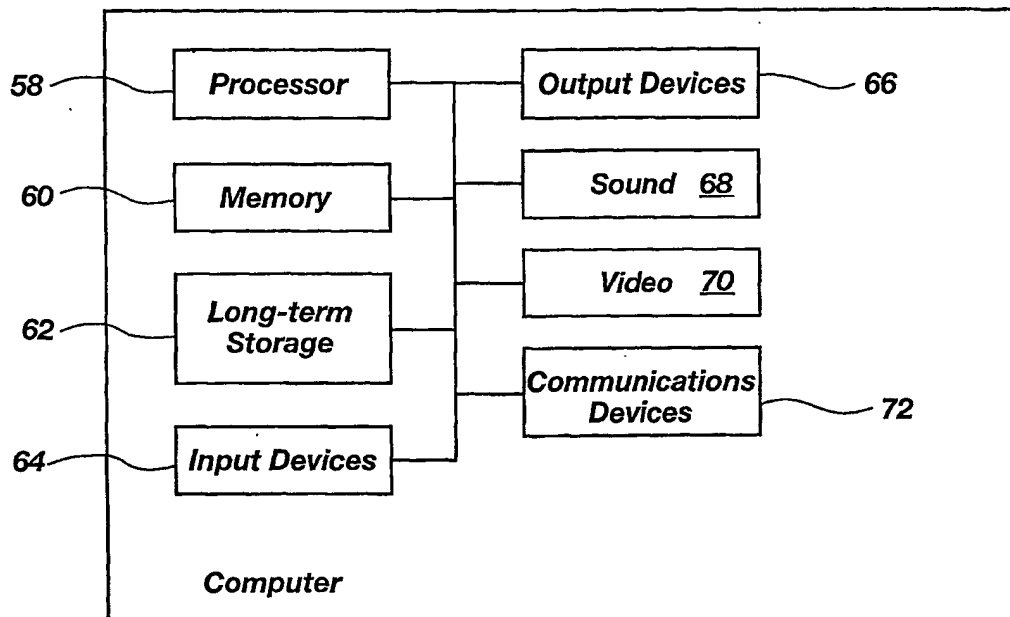 58
Processor
Output Devices
66
60
Memory
Sound 68
62
Long-term
Storage
Video 70
Communications
Devices
72
64
Input Devices
Computer